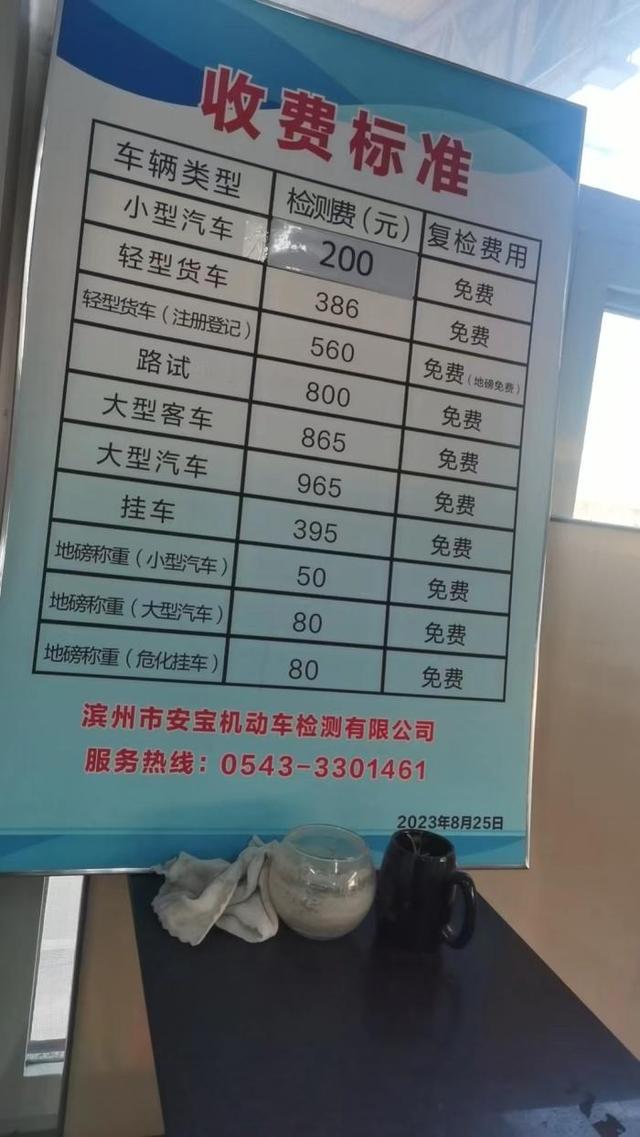 收费标准
车辆类型 检测费（元） 复检费用
小型汽车 200 免费
轻型货车 386 免费
轻型货车（注册登记） 560 免费（地磅免费）
路试 800 免费
大型客车 865 免费
大型汽车 965 免费
挂车 395 免费
地磅称重（小型汽车） 50 免费
地磅称重（大型汽车） 80 免费
地磅称重（危化挂车） 80 免费
滨州市安宝机动车检测有限公司
服务热线：0543-3301461
2023年8月25日